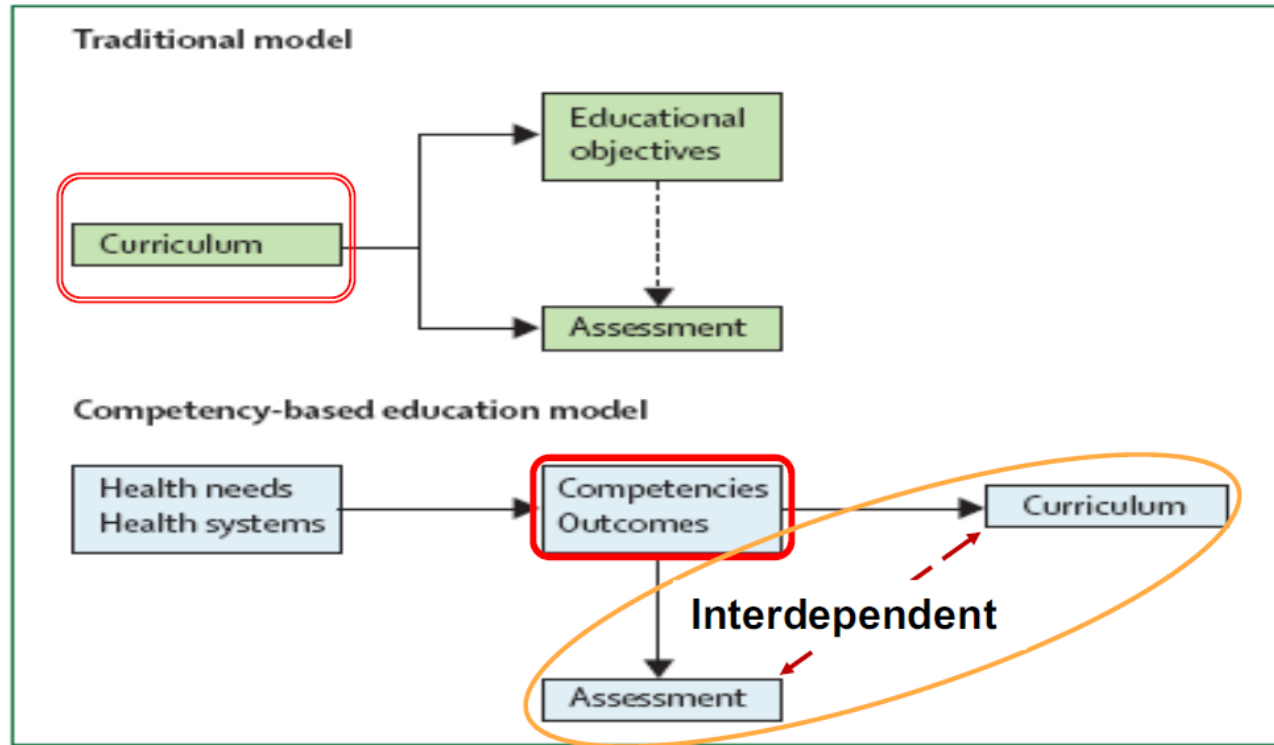 Traditional model
Educational
objectives
Curriculum
Assessment
Competency-based education model
Health needs
Health systems
Competencies
Outcomes
Curriculum
Interdependent
Assessment